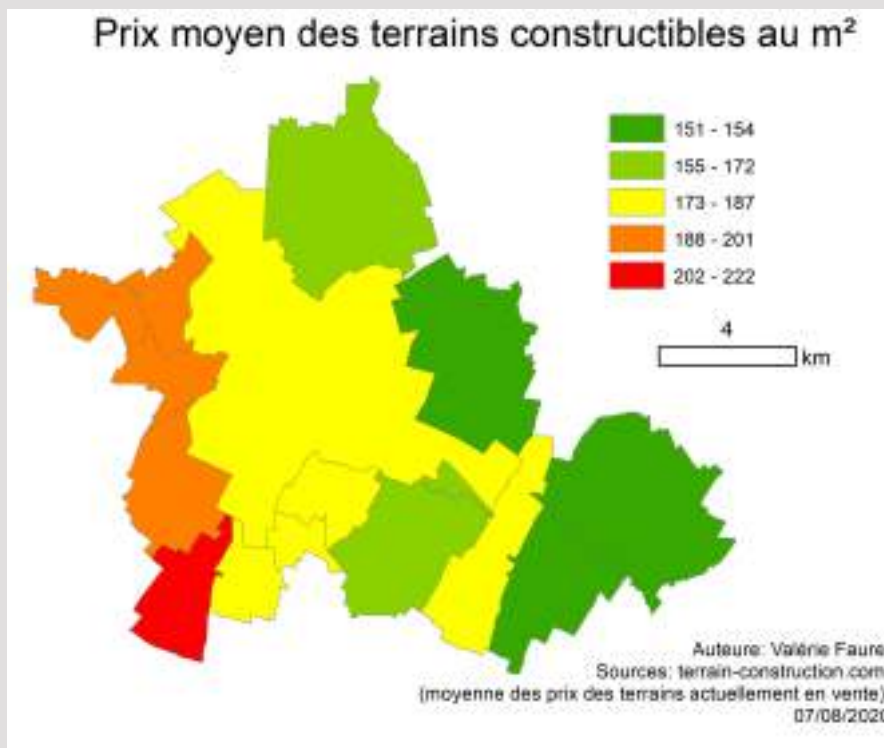 Prix moyen des terrains constructibles au m²
151 - 154
155 - 172
173 - 187
188 - 201
202 - 222
4
km
Auteure: Valérie Faure
Sources: terrain-construction.com
(moyenne des prix des terrains actuellement en vente)
07/08/2020